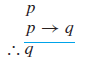 p
p → q
∴ q